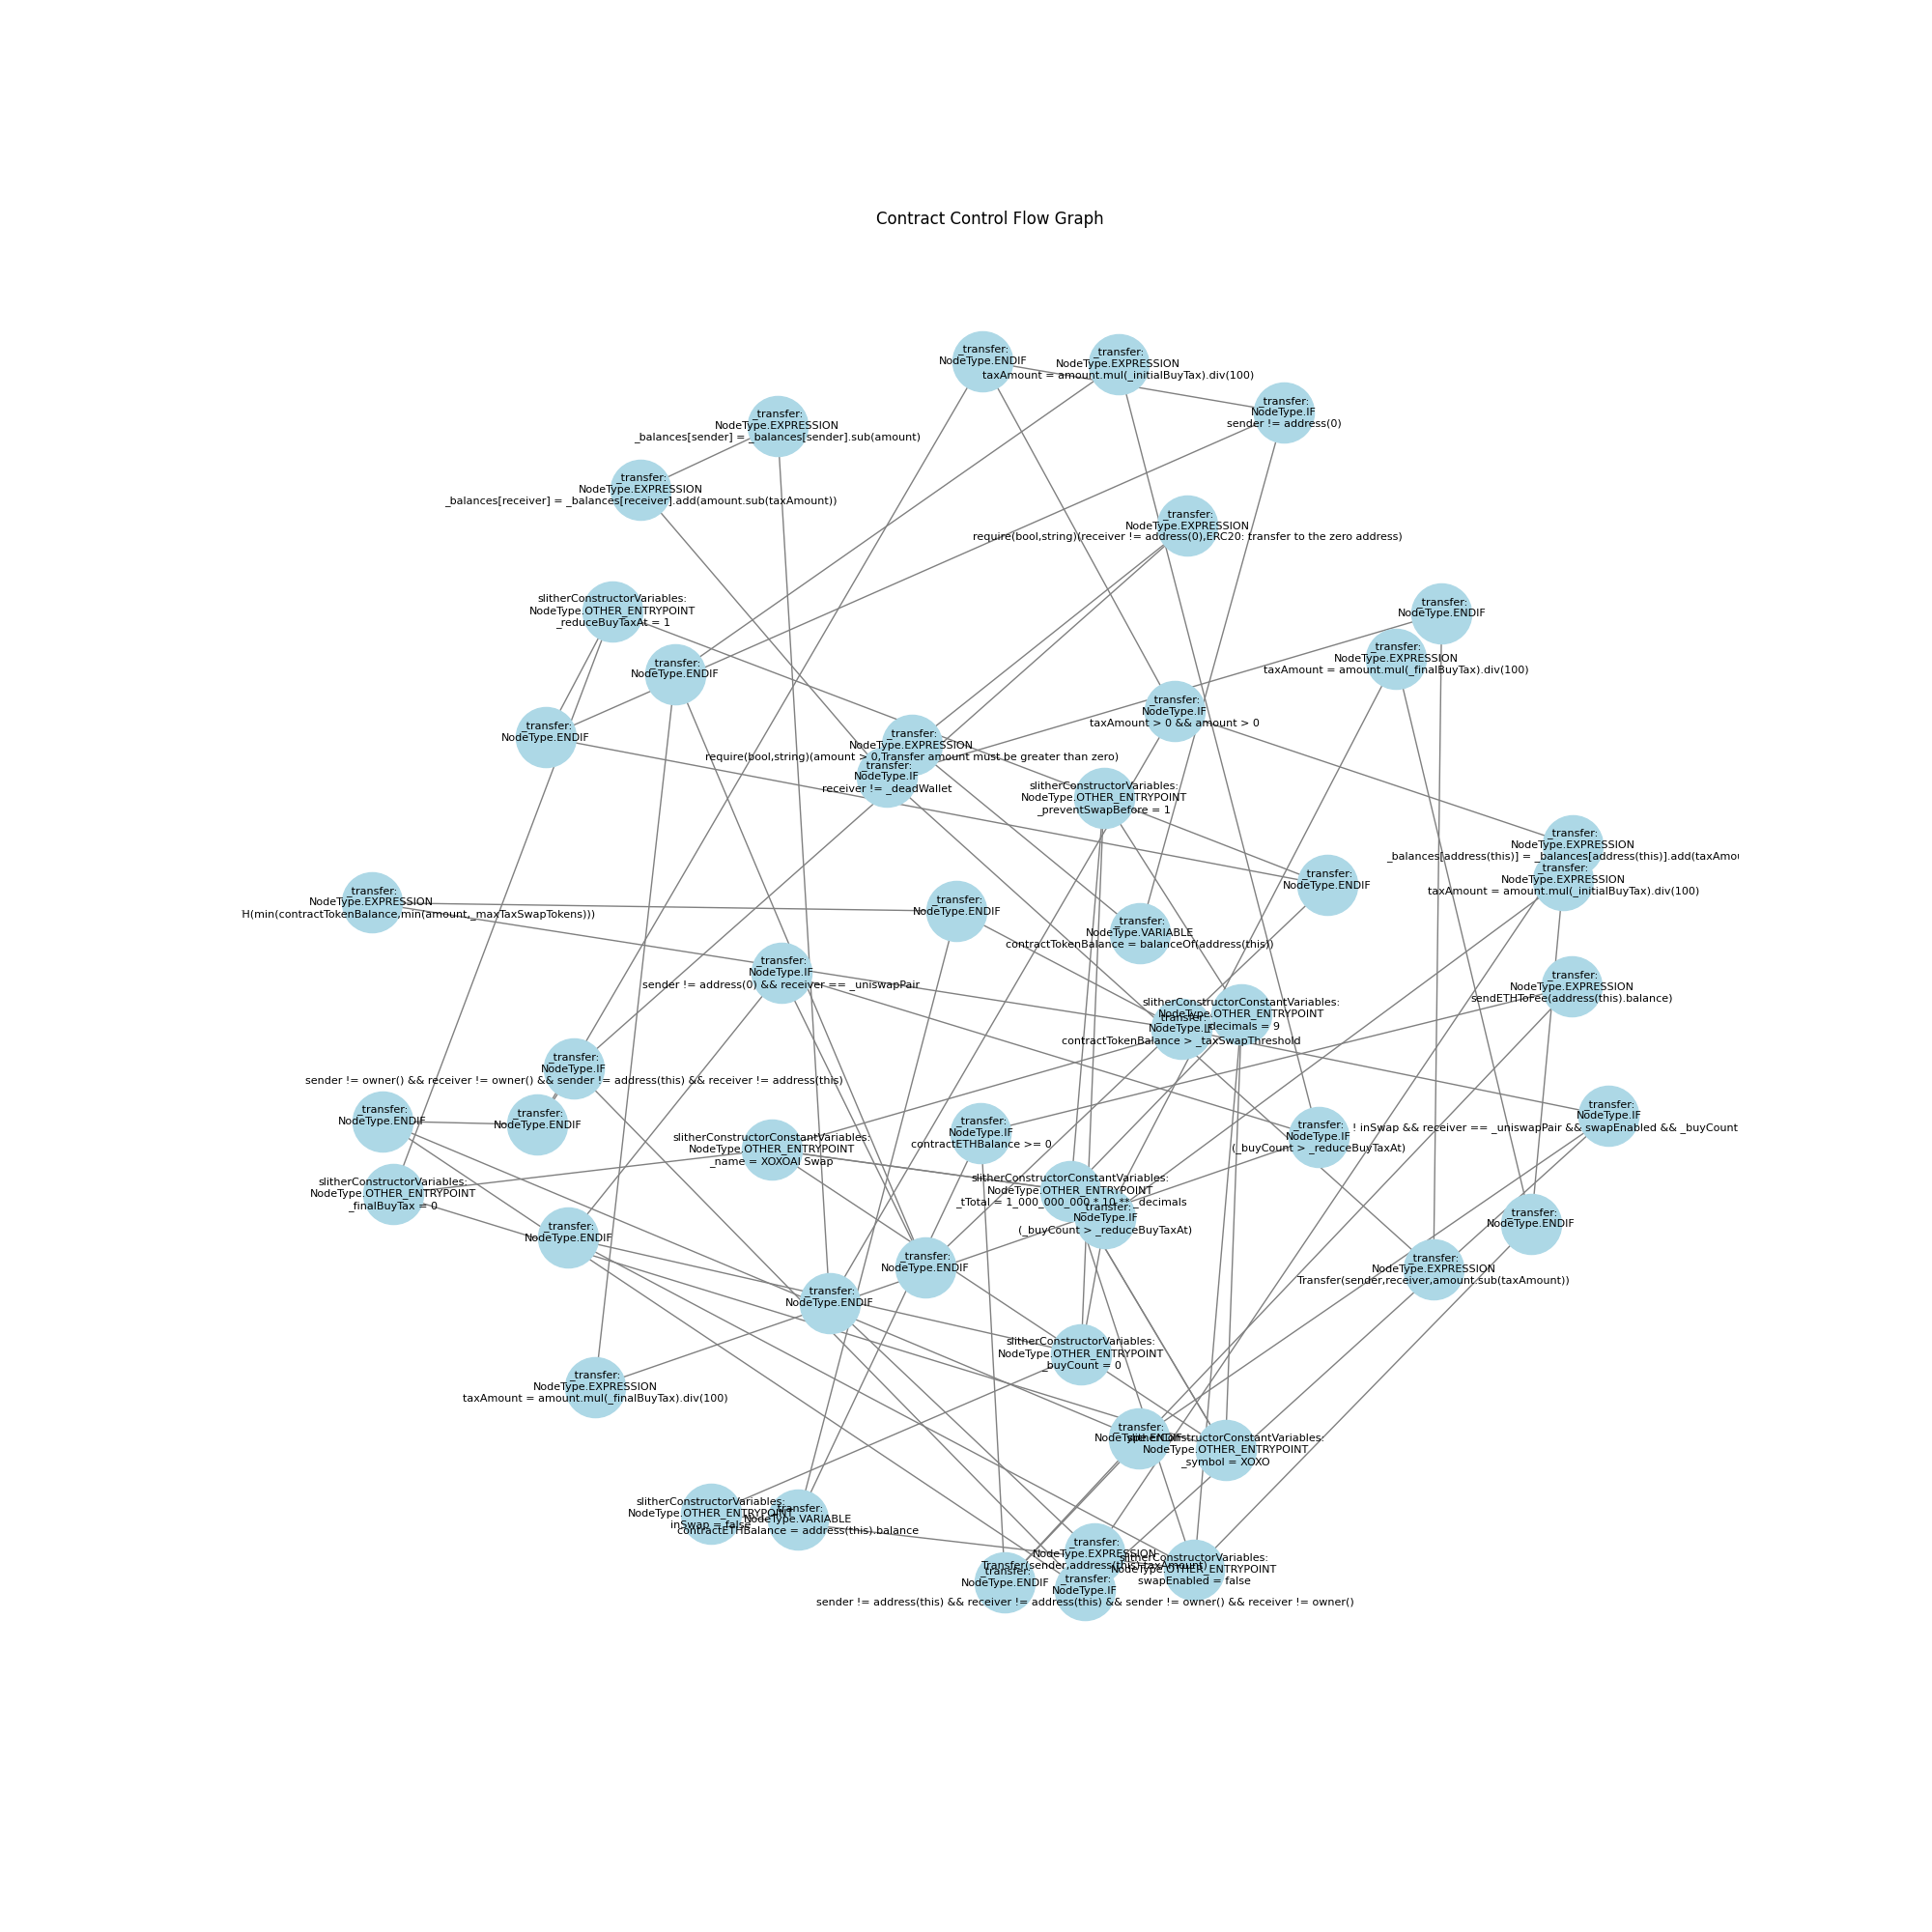 Contract Control Flow Graph
_transfer:
NodeType.ENDIF
_transfer:
NodeType.EXPRESSION
taxAmount = amount.mul(_initialBuyTax).div(100)
_transfer:
NodeType.IF
sender != address(0)
_transfer:
NodeType.EXPRESSION
_balances[sender] = _balances[sender].sub(amount)
_transfer:
NodeType.EXPRESSION
_balances[receiver] = _balances[receiver].add(amount.sub(taxAmount))
_transfer:
NodeType.EXPRESSION
require(bool,string)(receiver != address(0),ERC20: transfer to the zero address)
slitherConstructorVariables:
NodeType.OTHER_ENTRYPOINT
_reduceBuyTaxAt = 1
_transfer:
NodeType.ENDIF
_transfer:
NodeType.EXPRESSION
taxAmount = amount.mul(_finalBuyTax).div(100)
_transfer:
NodeType.ENDIF
_transfer:
NodeType.IF
taxAmount > 0 && amount > 0
_transfer:
NodeType.ENDIF
_transfer:
NodeType.EXPRESSION
require(bool,string)(amount > 0,Transfer amount must be greater than zero)
_transfer:
NodeType.IF
receiver != _deadWallet
slitherConstructorVariables:
NodeType.OTHER_ENTRYPOINT
_preventSwapBefore = 1
_transfer:
NodeType.EXPRESSION
_balances[address(this)] = _balances[address(this)].add(taxAmou
_transfer:
NodeType.EXPRESSION
taxAmount = amount.mul(_initialBuyTax).div(100)
_transfer:
NodeType.ENDIF
_transfer:
NodeType.EXPRESSION
H(min(contractTokenBalance,min(amount,_maxTaxSwapTokens)))
_transfer:
NodeType.ENDIF
_transfer:
NodeType.VARIABLE
contractTokenBalance = balanceOf(address(this))
_transfer:
NodeType.IF
sender != address(0) && receiver == _uniswapPair
_transfer:
NodeType.EXPRESSION
sendETHToFee(address(this).balance)
slitherConstructorConstantVariables:
NodeType.OTHER_ENTRYPOINT
_decimals = 9
_transfer:
NodeType.IF
contractTokenBalance > _taxSwapThreshold
_transfer:
NodeType.IF
sender != owner() && receiver != owner() && sender != address(this) && receiver != address(this)
_transfer:
NodeType.ENDIF
_transfer:
NodeType.ENDIF
_transfer:
NodeType.IF
! inSwap && receiver == _uniswapPair && swapEnabled && _buyCount
_transfer:
NodeType.IF
contractETHBalance >= 0
_transfer:
NodeType.IF
(_buyCount > _reduceBuyTaxAt)
slitherConstructorConstantVariables:
NodeType.OTHER_ENTRYPOINT
_name = XOXOAI Swap
slitherConstructorVariables:
NodeType.OTHER_ENTRYPOINT
_finalBuyTax = 0
slitherConstructorConstantVariables:
NodeType.OTHER_ENTRYPOINT
_tTotal = 1_000_000_000 * 10 ** _decimals
_transfer:
NodeType.IF
(_buyCount > _reduceBuyTaxAt)
_transfer:
NodeType.ENDIF
_transfer:
NodeType.ENDIF
_transfer:
NodeType.ENDIF
_transfer:
NodeType.EXPRESSION
Transfer(sender,receiver,amount.sub(taxAmount))
_transfer:
NodeType.ENDIF
slitherConstructorVariables:
NodeType.OTHER_ENTRYPOINT
_buyCount = 0
_transfer:
NodeType.EXPRESSION
taxAmount = amount.mul(_finalBuyTax).div(100)
_transfer:
NodeType.ENDIF
slitherConstructorConstantVariables:
NodeType.OTHER_ENTRYPOINT
_symbol = XOXO
slitherConstructorVariables:
NodeType.OTHER_ENTRYPOINT
inSwap = false
_transfer:
NodeType.VARIABLE
contractETHBalance = address(this).balance
_transfer:
NodeType.EXPRESSION
Transfer(sender,address(this),taxAmount)
slitherConstructorVariables:
NodeType.OTHER_ENTRYPOINT
swapEnabled = false
_transfer:
NodeType.ENDIF
_transfer:
NodeType.IF
sender != address(this) && receiver != address(this) && sender != owner() && receiver != owner()